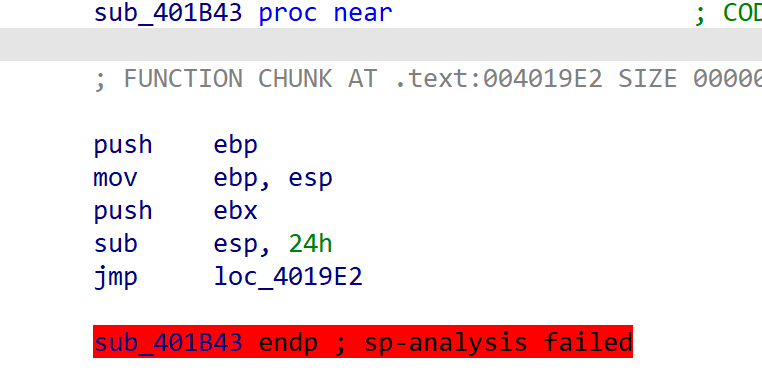 sub_401B43 proc near ; COD
; FUNCTION CHUNK AT .text:004019E2 SIZE 00000
push ebp
mov ebp, esp
push ebx
sub esp, 24h
jmp loc_4019E2
sub_401B43 endp ; sp-analysis failed